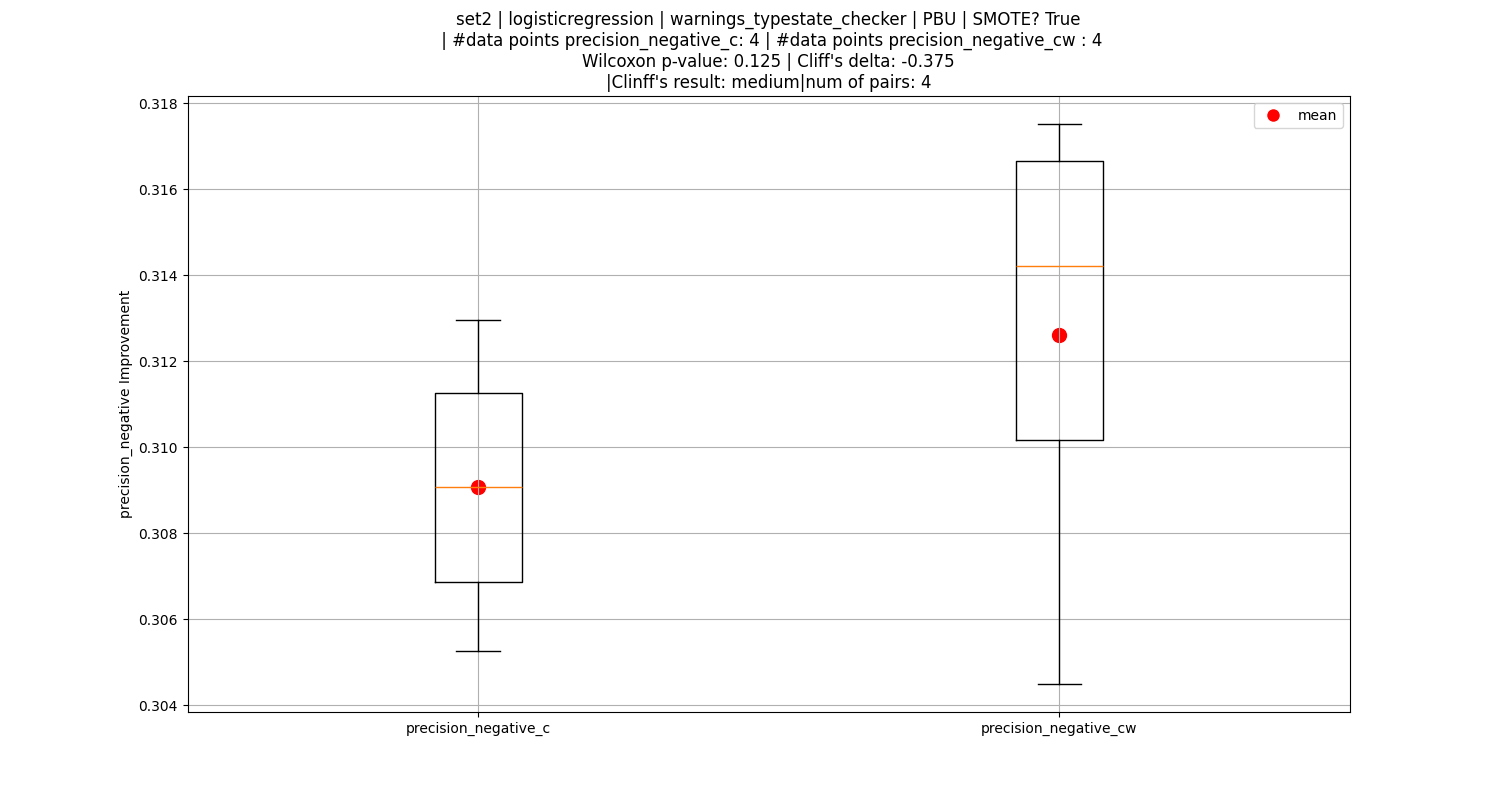 set2 | logisticregression | warnings_typestate_checker | PBU | SMOTE? True
| #data points precision_negative_c: 4 | #data points precision_negative_cw : 4
Wilcoxon p-value: 0.125 | Cliff's delta: -0.375
|Clinff's result: medium|num of pairs: 4
mean
0.318
0.316
0.314
0.312
0.310
0.308
0.306
0.304
precision_negative Improvement
precision_negative_c
precision_negative_cw